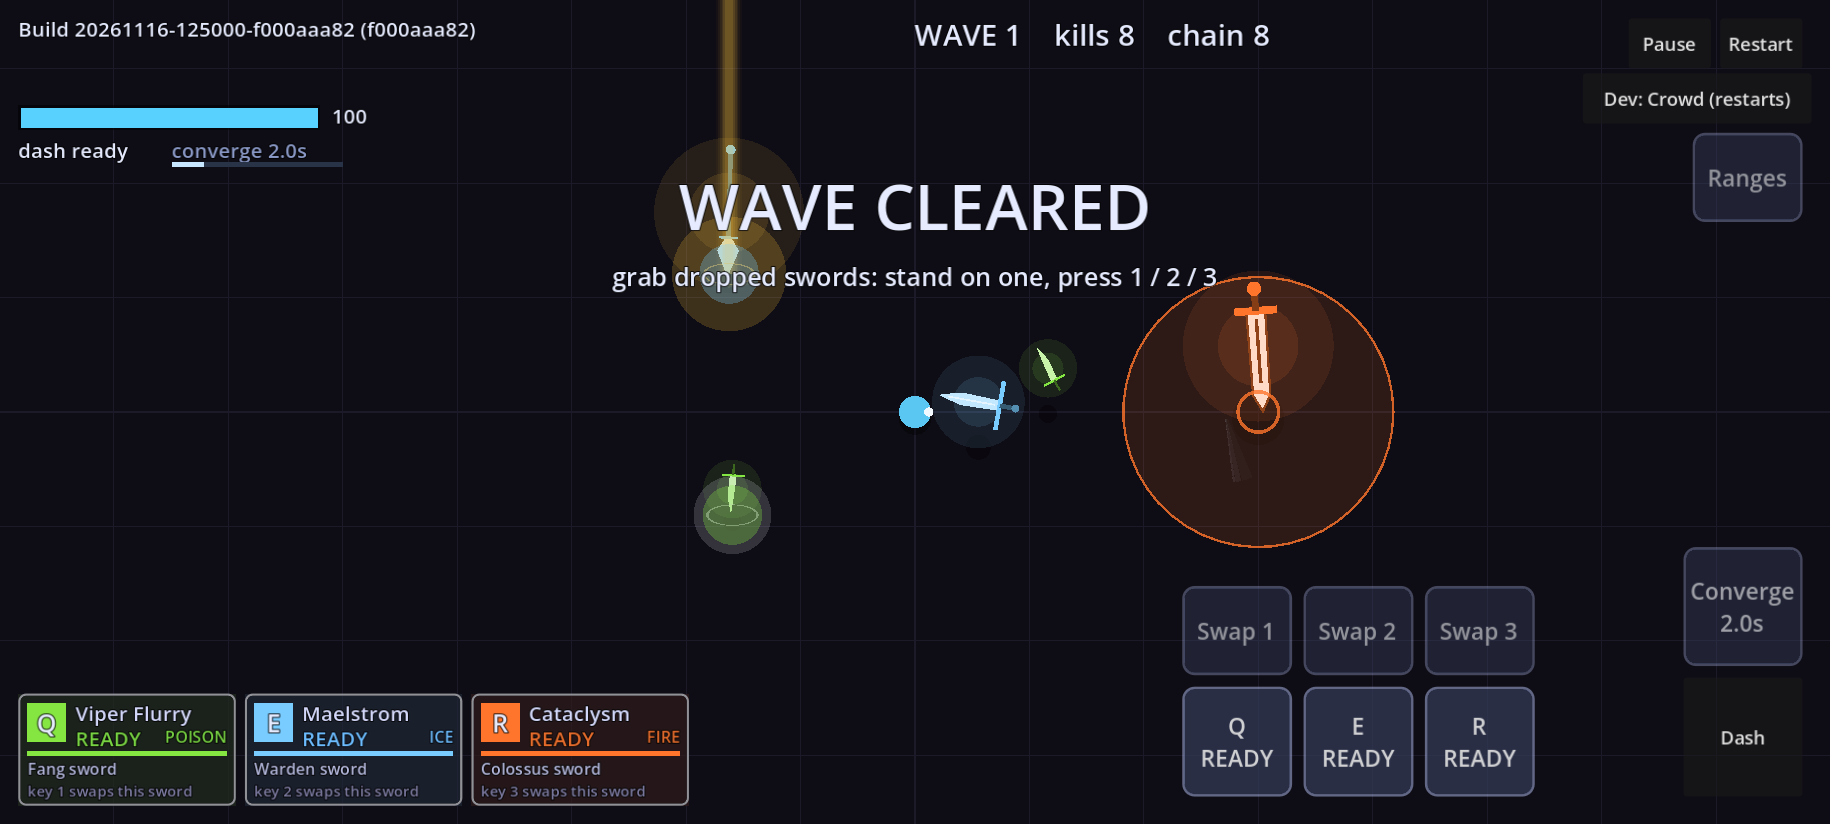 Build 20261116-125000-f000aaa82 (f000aaa82)
WAVE 1 kills 8 chain 8
Pause
Restart
Dev: Crowd (restarts)
100
dash ready
converge 2.0s
Ranges
WAVE CLEARED
grab dropped swords: stand on one, press 1 / 2 / 3
Converge
2.0s
Swap 1
Swap 2
Swap 3
Q
READY
E
READY
R
READY
Dash
Q
Viper Flurry
READY POISON
Fang sword
key 1 swaps this sword
E
Maelstrom
READY ICE
Warden sword
key 2 swaps this sword
R
Cataclysm
READY FIRE
Colossus sword
key 3 swaps this sword